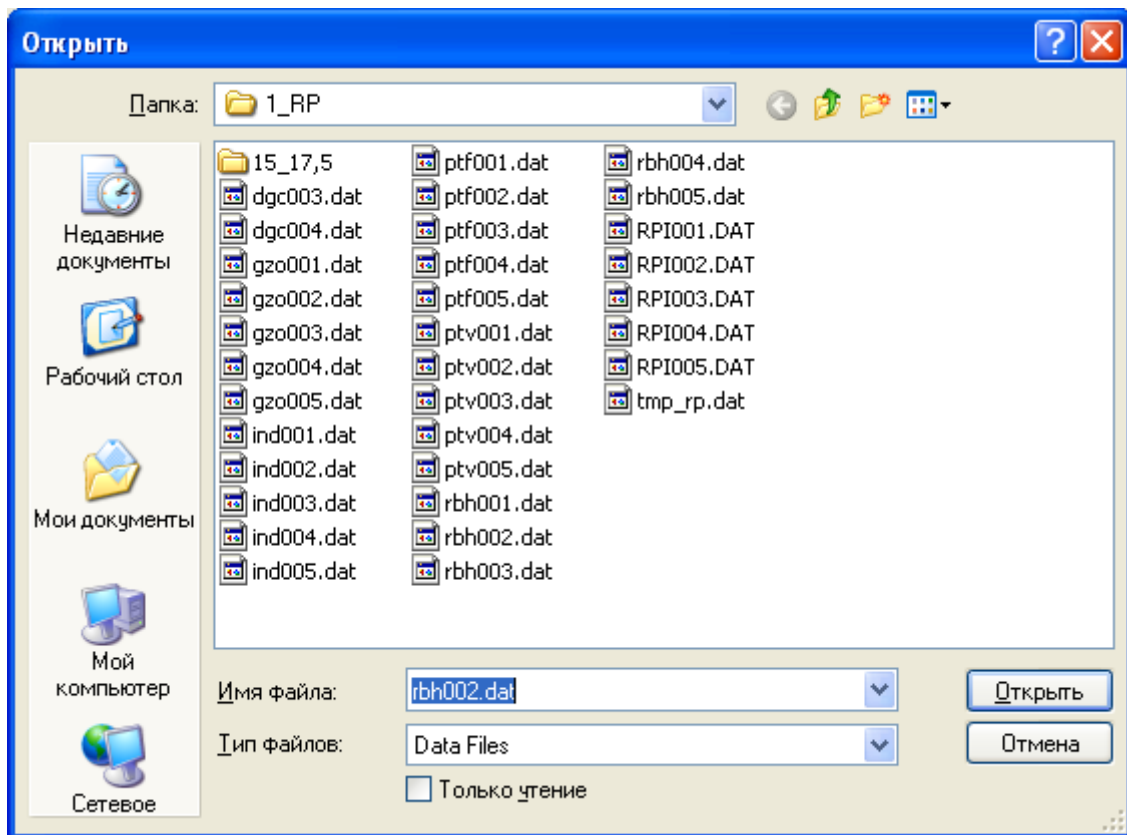 Открыть
Папка: 1_RP
15_17,5
dgc003.dat
dgc004.dat
gzo001.dat
gzo002.dat
gzo003.dat
gzo004.dat
gzo005.dat
ind001.dat
ind002.dat
ind003.dat
ind004.dat
ind005.dat
ptf001.dat
ptf002.dat
ptf003.dat
ptf004.dat
ptf005.dat
ptv001.dat
ptv002.dat
ptv003.dat
ptv004.dat
ptv005.dat
rbh001.dat
rbh002.dat
rbh003.dat
rbh004.dat
rbh005.dat
RPI001.DAT
RPI002.DAT
RPI003.DAT
RPI004.DAT
RPI005.DAT
tmp_rp.dat
Недавние
документы
Рабочий стол
Мои документы
Мой
компьютер
Сетевое
Имя файла: rbh002.dat Открыть
Тип файлов: Data Files Отмена
Только чтение